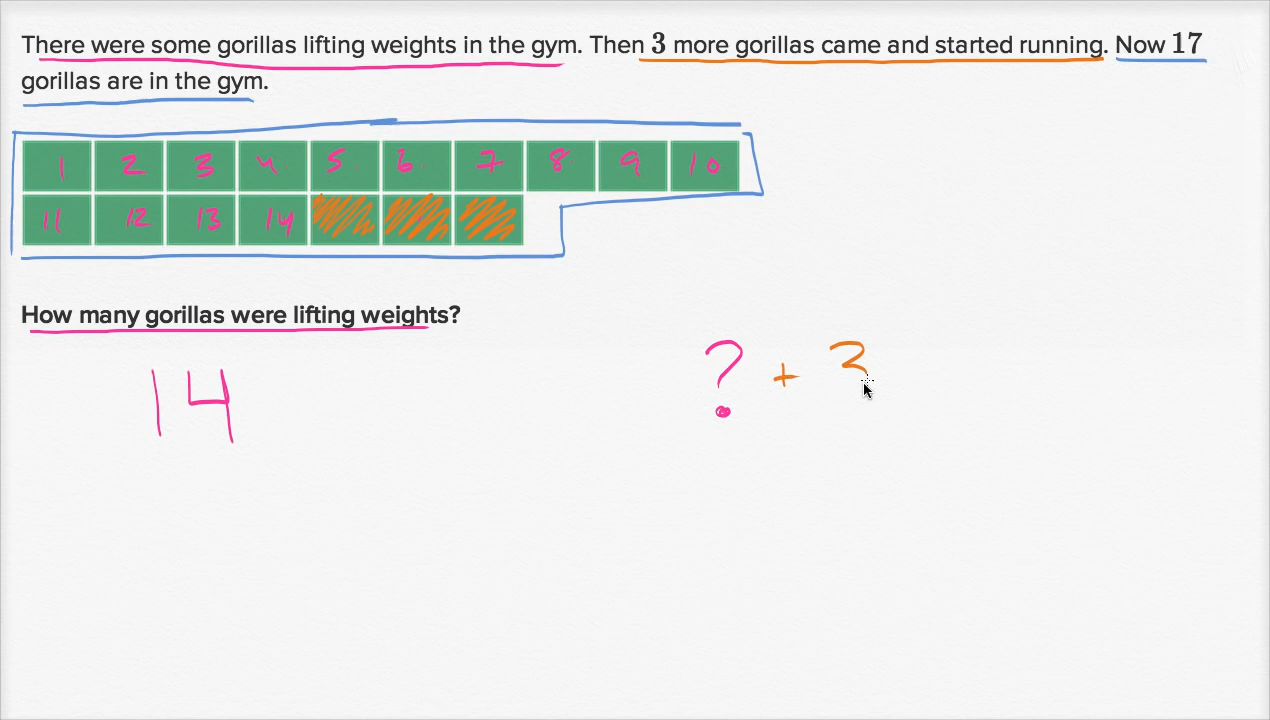 There were some gorillas lifting weights in the gym. Then 3 more gorillas came and started running. Now 17
gorillas are in the gym.
1 2 3 4 5 6 7 8 9 10
11 12 13 14
How many gorillas were lifting weights?
14
? + 3